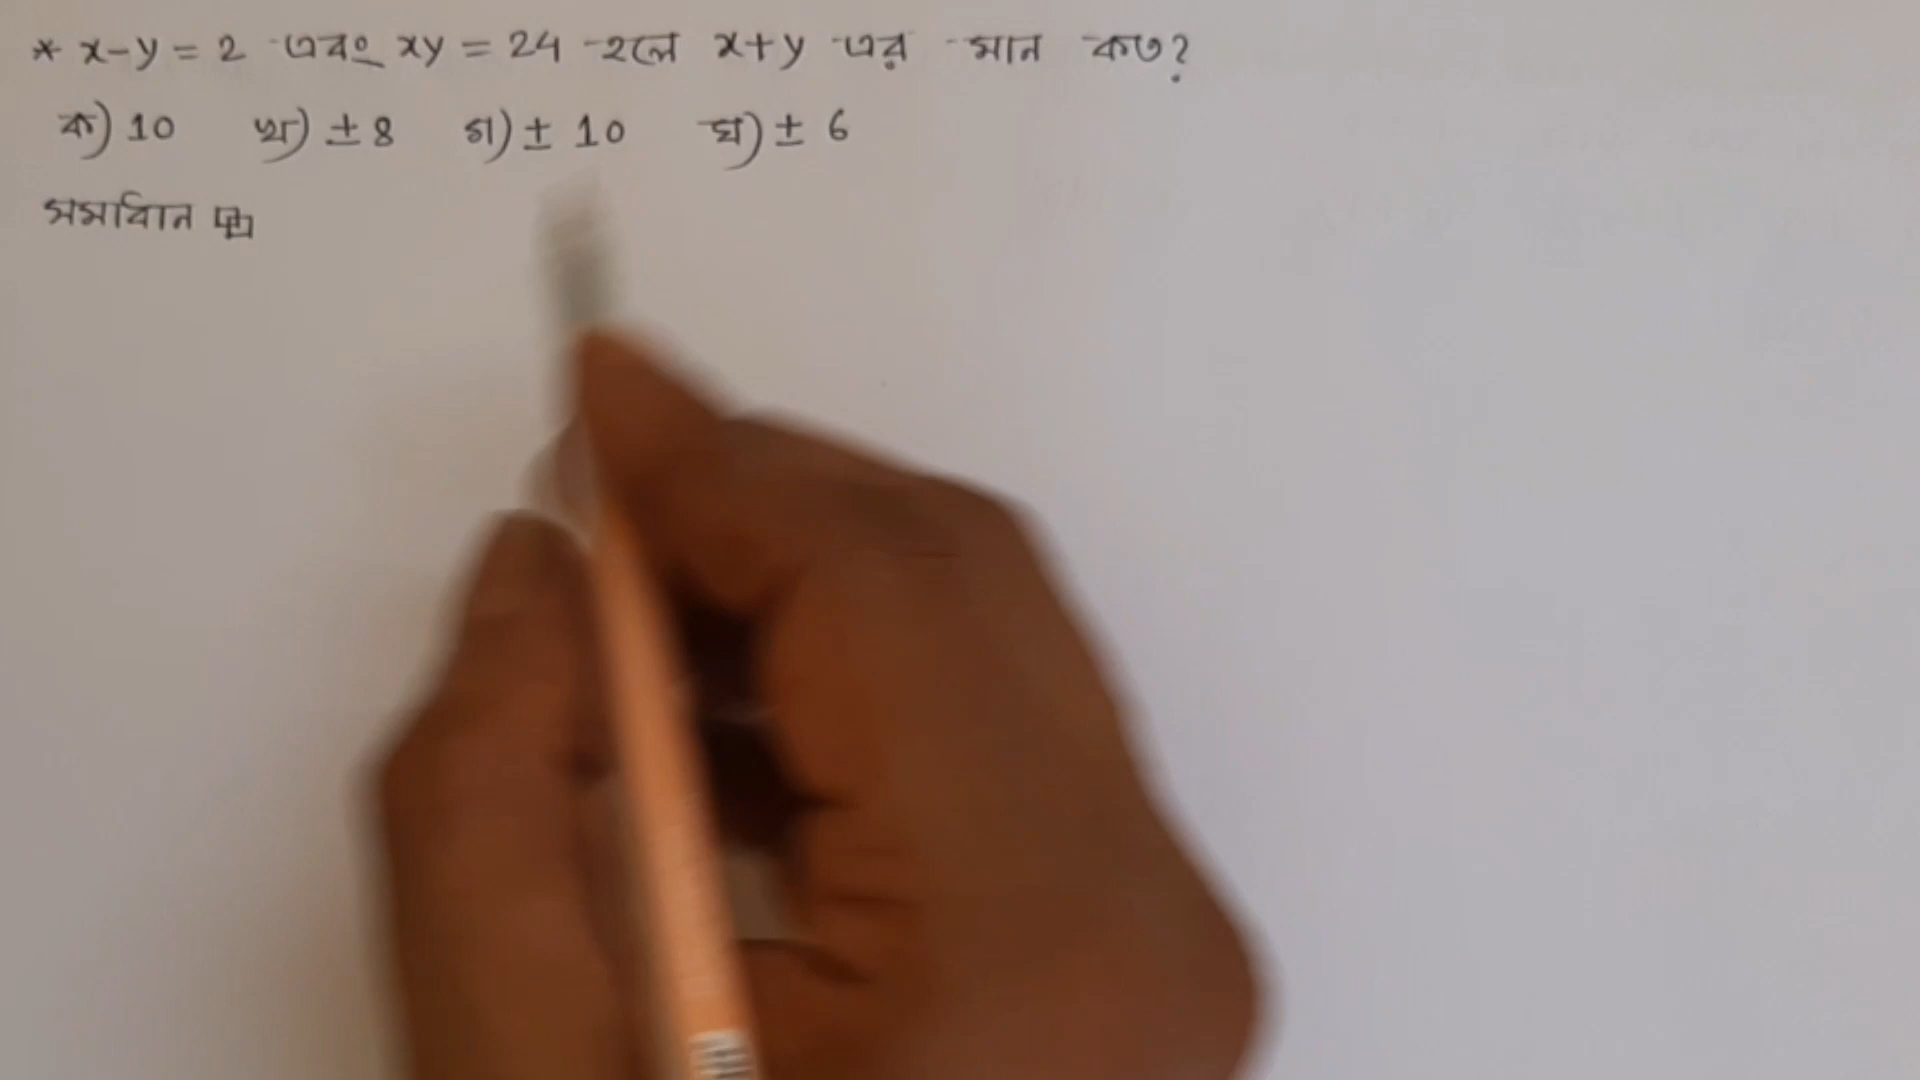 * x-y = 2 এবং xy = 24 হলে x+y এর মান কত?
ক) 10 খ) ± 8 গ) ± 10 ঘ) ± 6
সমাধান